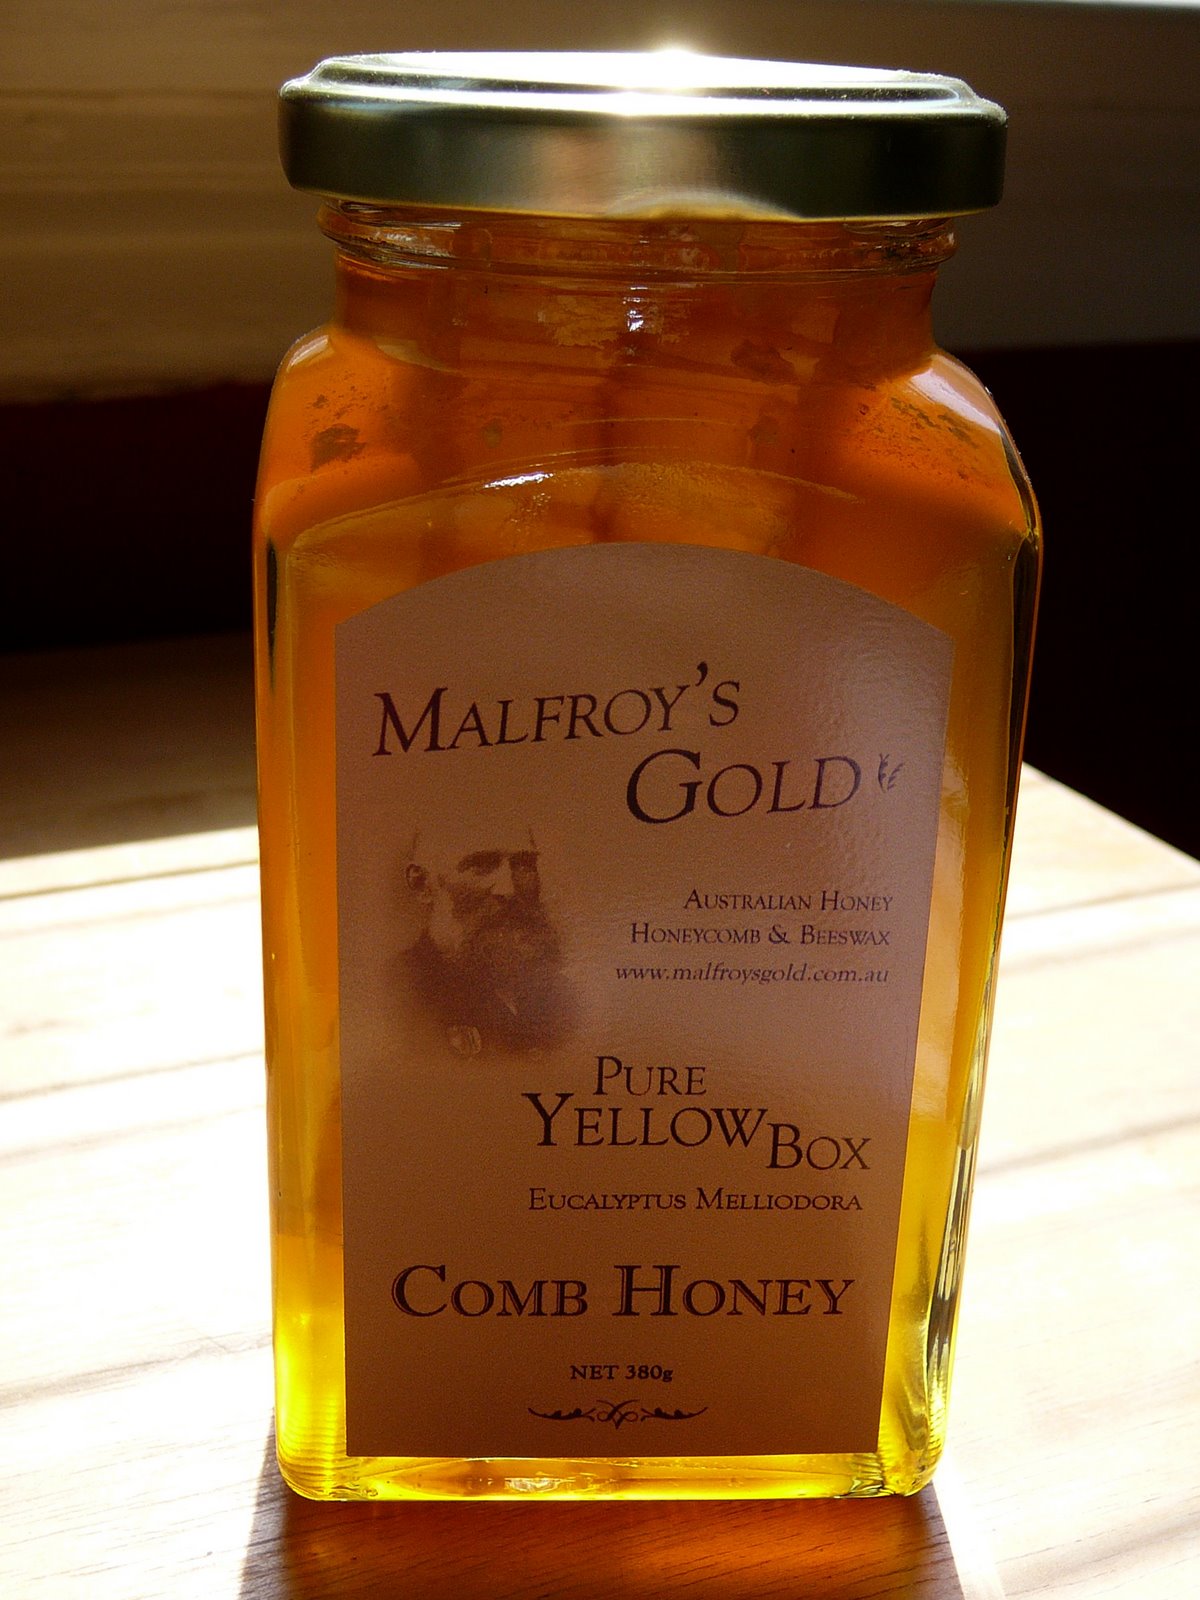 Malfroy's
Gold
Australian Honey
Honeycomb & Beeswax
www.malfroysgold.com.au
Pure
Yellow Box
Eucalyptus Melliodora
Comb Honey
NET 380g